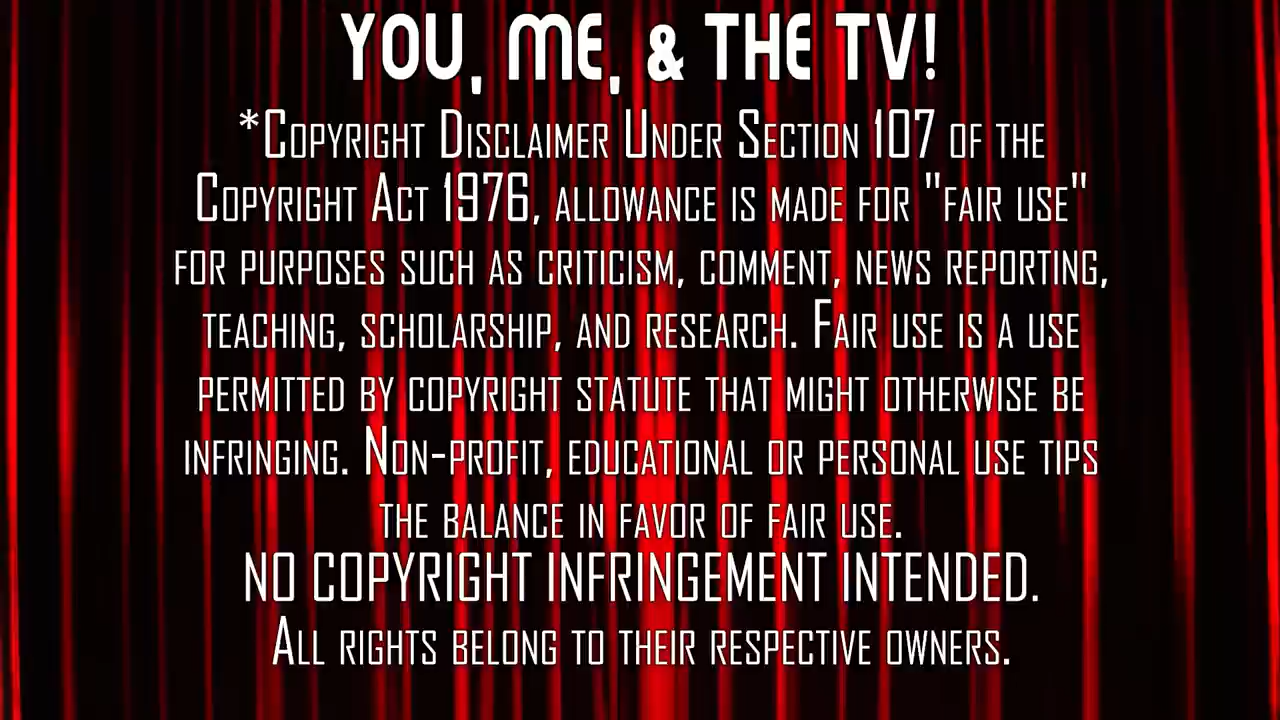 YOU, ME, & THE TV!
*Copyright Disclaimer Under Section 107 of the
Copyright Act 1976, allowance is made for "fair use"
for purposes such as criticism, comment, news reporting,
teaching, scholarship, and research. Fair use is a use
permitted by copyright statute that might otherwise be
infringing. Non-profit, educational or personal use tips
the balance in favor of fair use.
NO COPYRIGHT INFRINGEMENT INTENDED.
All rights belong to their respective owners.